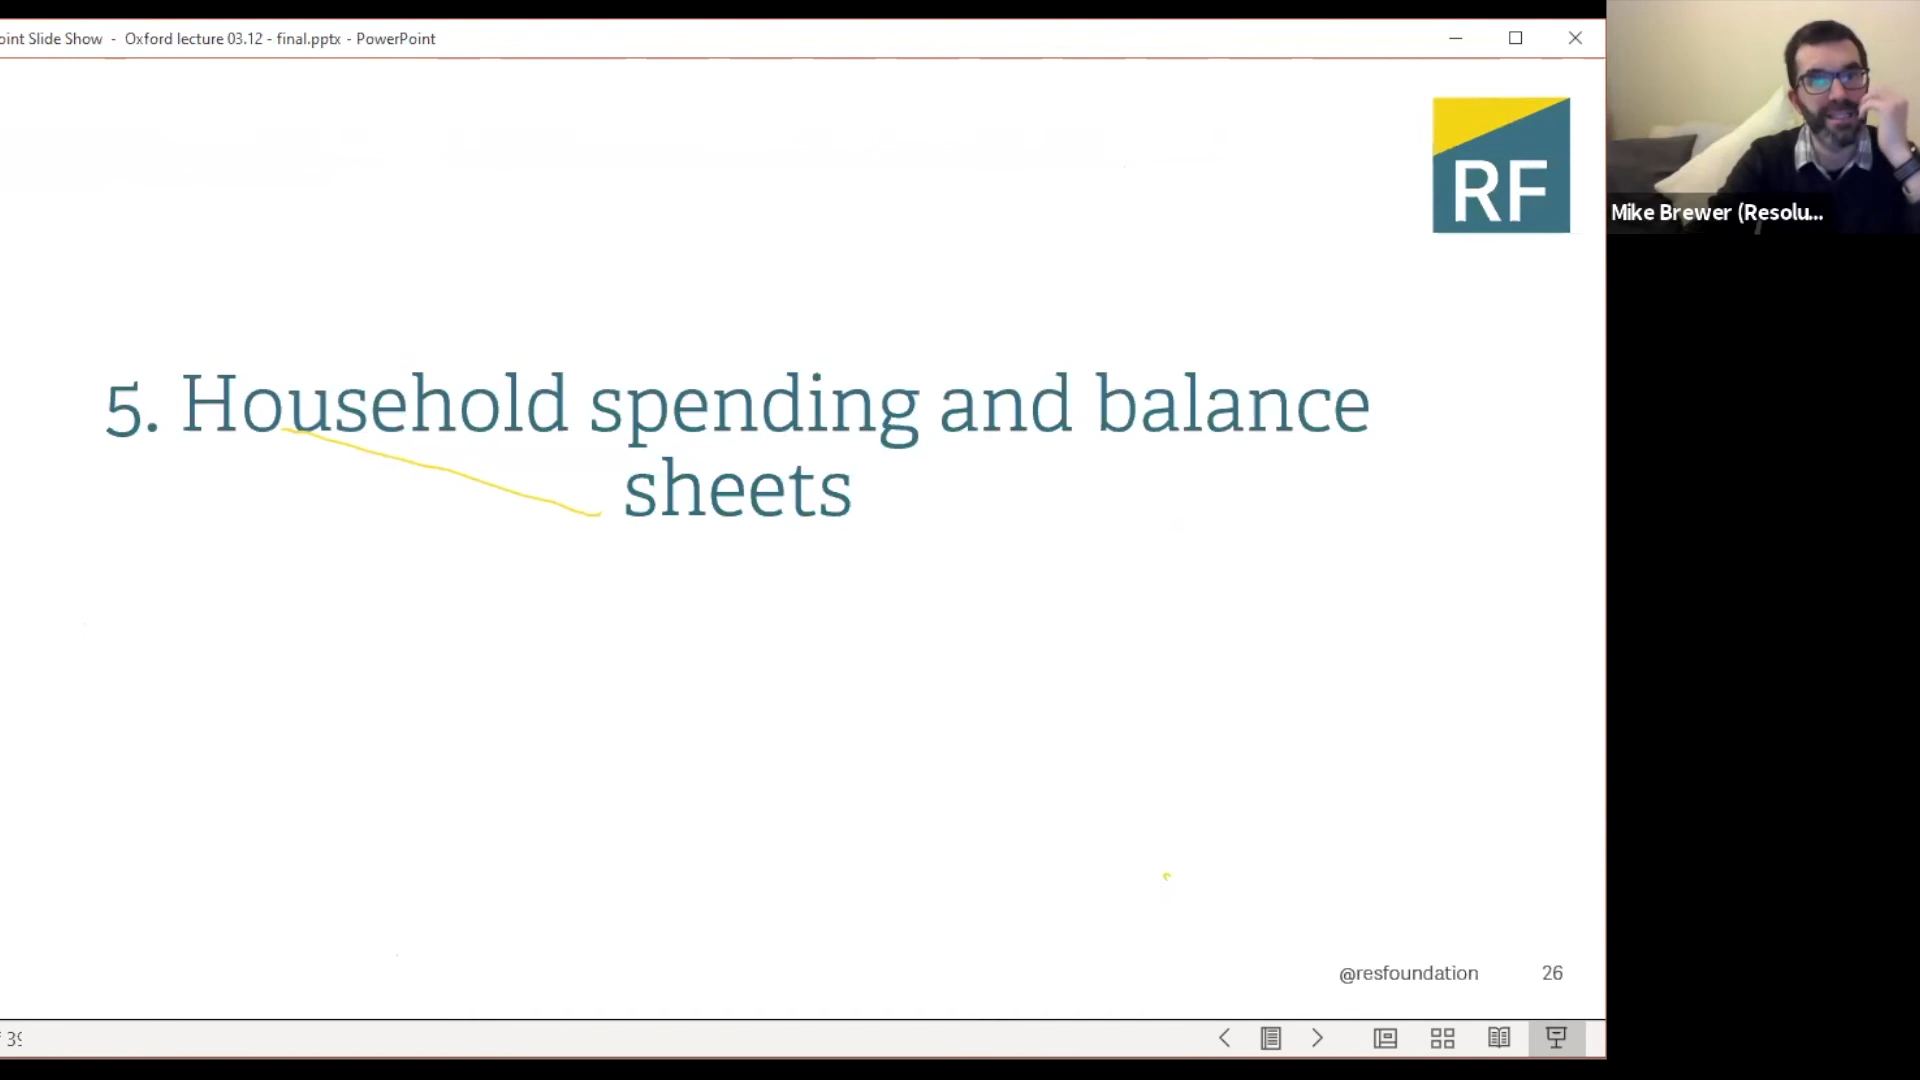 oint Slide Show - Oxford lecture 03.12 - final.pptx - PowerPoint
RF
Mike Brewer (Resolu...
5. Household spending and balance
sheets
@resfoundation 26
39